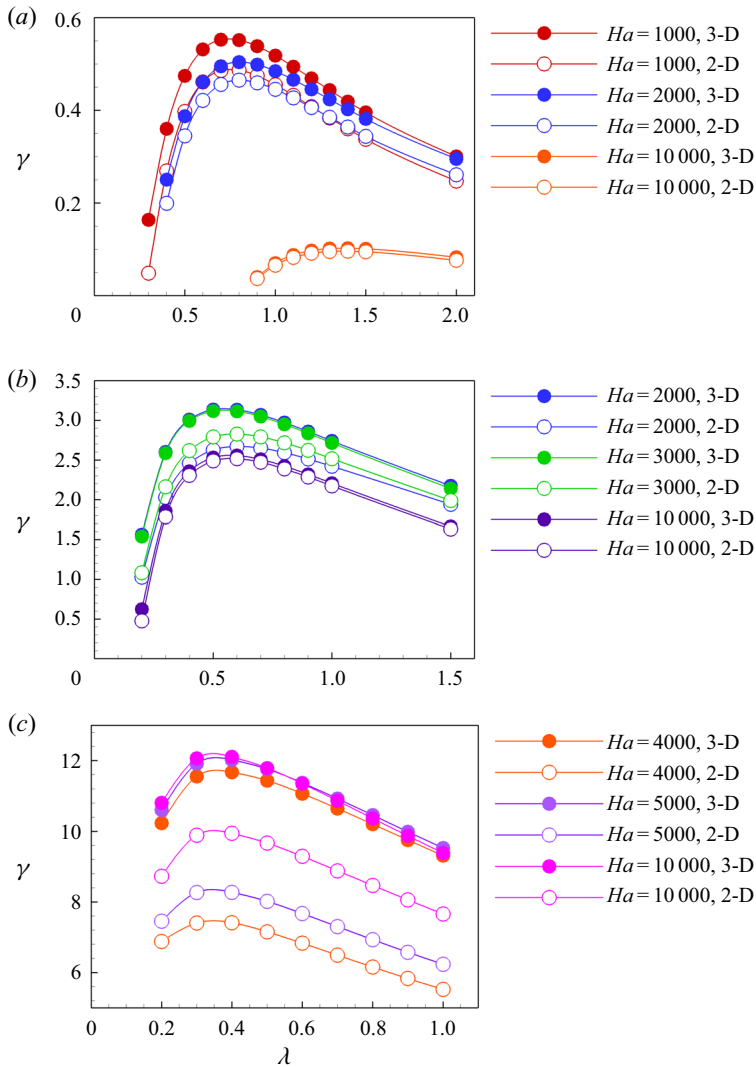 (a)
0.6
0.4
γ
0.2
0
0.5
1.0
1.5
2.0
Ha = 1000, 3-D
Ha = 1000, 2-D
Ha = 2000, 3-D
Ha = 2000, 2-D
Ha = 10 000, 3-D
Ha = 10 000, 2-D
(b)
3.5
3.0
2.5
γ
2.0
1.5
1.0
0.5
0
0.5
1.0
1.5
Ha = 2000, 3-D
Ha = 2000, 2-D
Ha = 3000, 3-D
Ha = 3000, 2-D
Ha = 10 000, 3-D
Ha = 10 000, 2-D
(c)
12
γ
10
8
6
0
0.2
0.4
0.6
0.8
1.0
λ
Ha = 4000, 3-D
Ha = 4000, 2-D
Ha = 5000, 3-D
Ha = 5000, 2-D
Ha = 10 000, 3-D
Ha = 10 000, 2-D